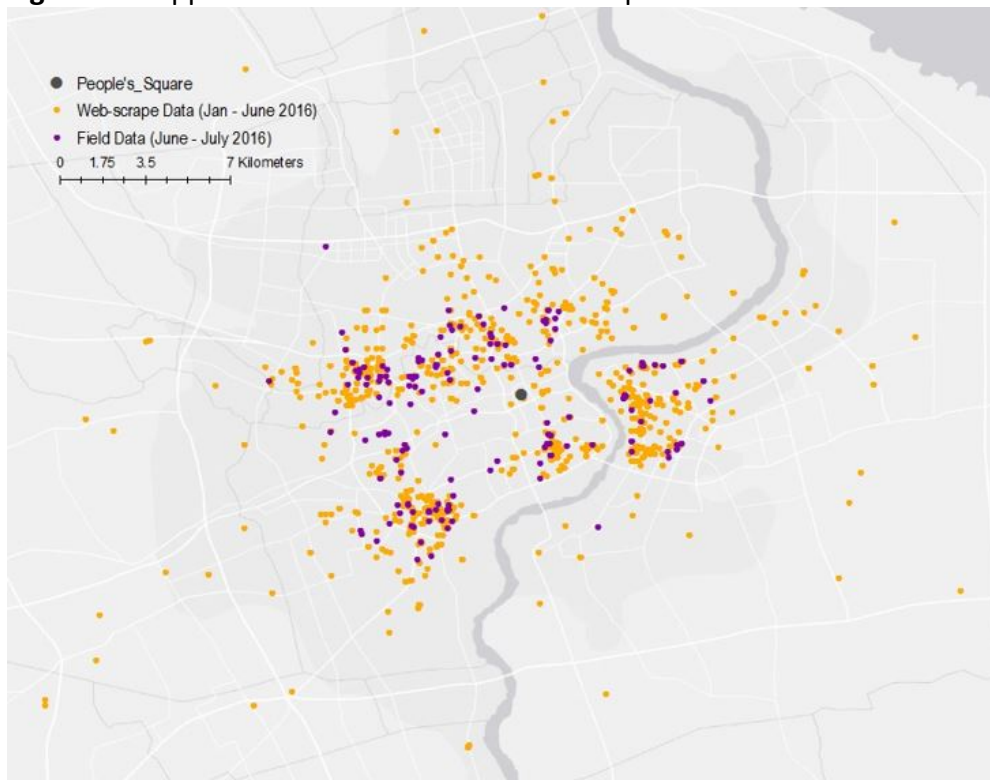 People's_Square
Web-scrape Data (Jan - June 2016)
Field Data (June - July 2016)
0 1.75 3.5 7 Kilometers